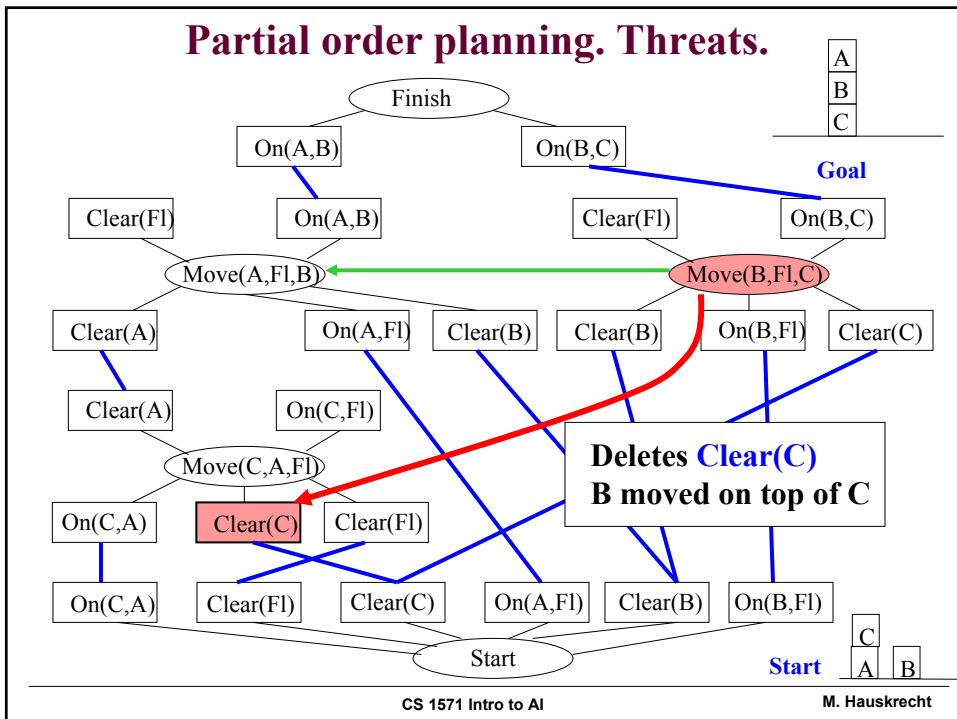 Partial order planning. Threats.
A
B
C
Goal
Finish
On(A,B)
On(B,C)
Clear(Fl)
On(A,B)
Clear(Fl)
On(B,C)
Move(A,Fl,B)
Move(B,Fl,C)
Clear(A)
On(A,Fl)
Clear(B)
Clear(B)
On(B,Fl)
Clear(C)
Clear(A)
On(C,Fl)
Move(C,A,Fl)
Deletes Clear(C)
B moved on top of C
On(C,A)
Clear(C)
Clear(Fl)
On(C,A)
Clear(Fl)
Clear(C)
On(A,Fl)
Clear(B)
On(B,Fl)
Start
Start
C
A B
CS 1571 Intro to AI
M. Hauskrecht